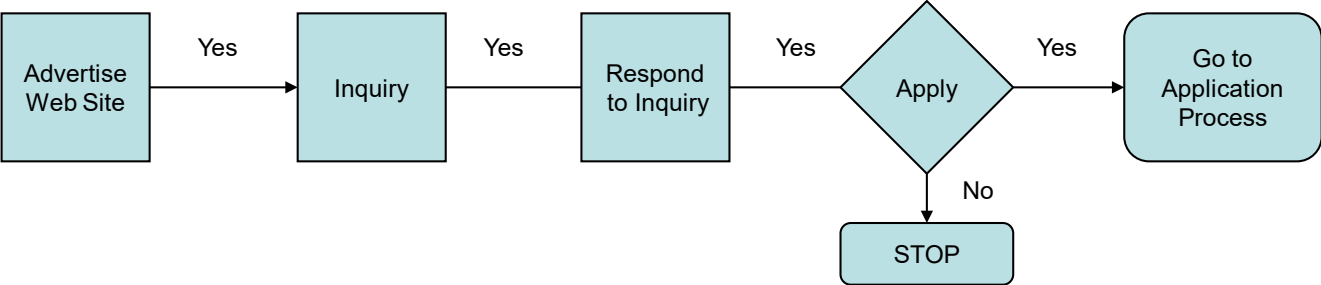 Advertise
Web Site
Yes
Inquiry
Yes
Respond
to Inquiry
Yes
Apply
Yes
Go to
Application
Process
No
STOP